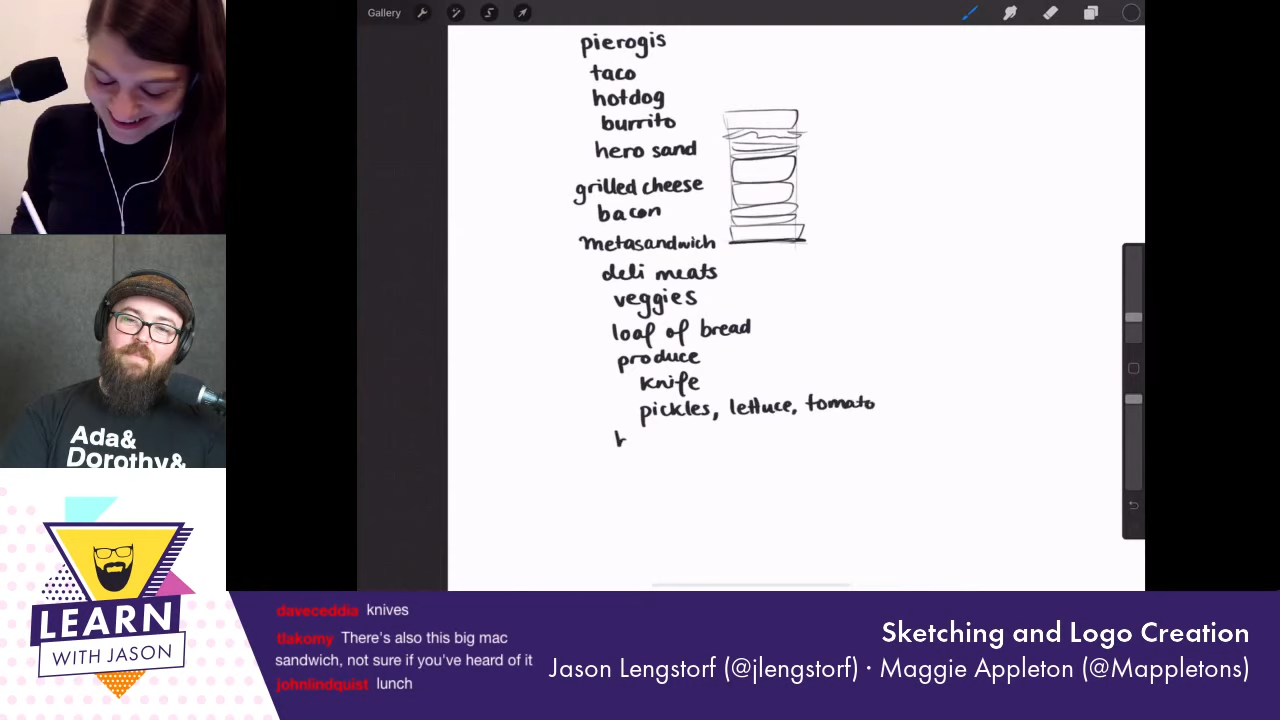 Gallery
pierogis
taco
hotdog
burrito
hero sand
grilled cheese
bacon
metasandwich
deli meats
veggies
loaf of bread
produce
knife
pickles, lettuce, tomato
Ada&
Dorothy&
LEARN
WITH JASON
daveceddia knives
tlakomy There's also this big mac
sandwich, not sure if you've heard of it
johnlindquist lunch
Sketching and Logo Creation
Jason Lengstorf (@jlengstorf) · Maggie Appleton (@Mappletons)